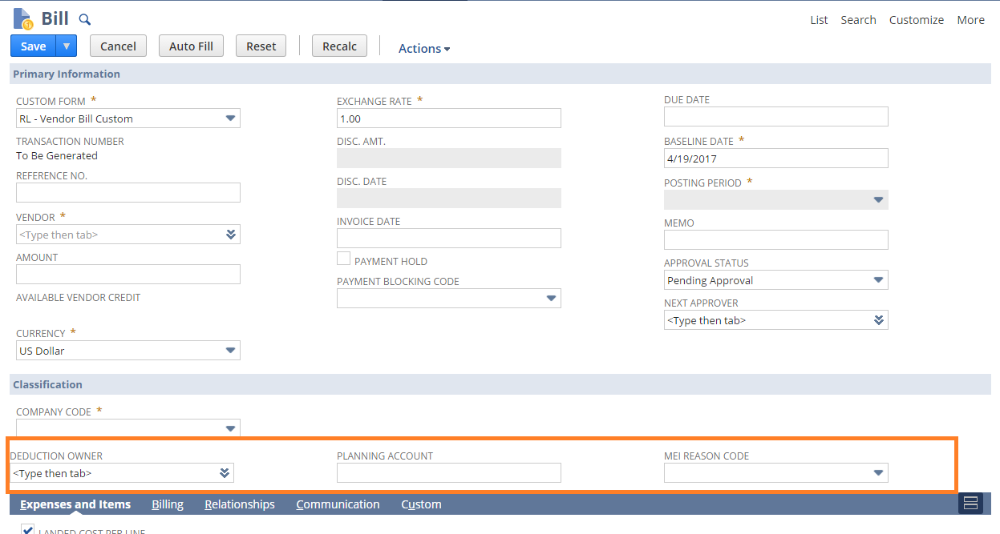 Bill
List Search Customize More
Save Cancel Auto Fill Reset Recalc Actions
Primary Information
CUSTOM FORM *
RL - Vendor Bill Custom
TRANSACTION NUMBER
To Be Generated
REFERENCE NO.
VENDOR *
<Type then tab>
AMOUNT
AVAILABLE VENDOR CREDIT
CURRENCY *
US Dollar
EXCHANGE RATE *
1.00
DISC. AMT.
DISC. DATE
INVOICE DATE
PAYMENT HOLD
PAYMENT BLOCKING CODE
DUE DATE
BASELINE DATE *
4/19/2017
POSTING PERIOD *
MEMO
APPROVAL STATUS
Pending Approval
NEXT APPROVER
<Type then tab>
Classification
COMPANY CODE *
DEDUCTION OWNER
<Type then tab>
PLANNING ACCOUNT
MEI REASON CODE
Expenses and Items Billing Relationships Communication Custom
LANDED COST PER LINE